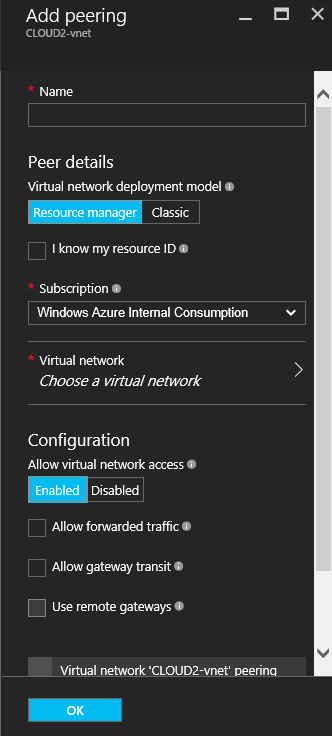 Add peering
CLOUD2-vnet
* Name
Peer details
Virtual network deployment model
Resource manager Classic
I know my resource ID
* Subscription
Windows Azure Internal Consumption
* Virtual network
Choose a virtual network
Configuration
Allow virtual network access
Enabled Disabled
Allow forwarded traffic
Allow gateway transit
Use remote gateways
Virtual network 'CLOUD2-vnet' peering
OK